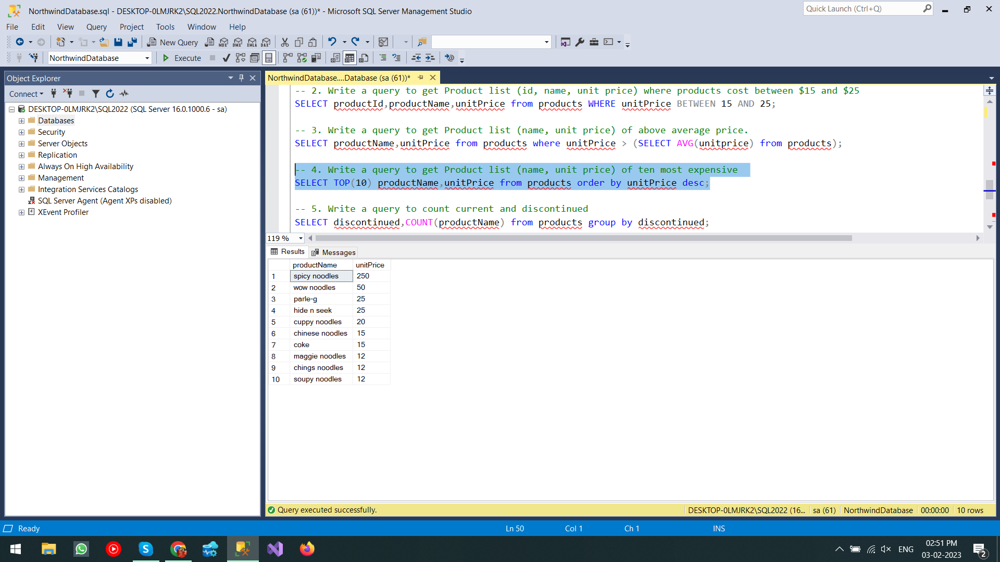 NorthwindDatabase.sql - DESKTOP-0LMJRK2\SQL2022.NorthwindDatabase (sa (61))* - Microsoft SQL Server Management Studio
Quick Launch (Ctrl+Q)
File Edit View Query Project Tools Window Help
New Query
MDX DMX XMLA DAX
NorthwindDatabase
Execute
Object Explorer
Connect
DESKTOP-0LMJRK2\SQL2022 (SQL Server 16.0.1000.6 - sa)
Databases
Security
Server Objects
Replication
Always On High Availability
Management
Integration Services Catalogs
SQL Server Agent (Agent XPs disabled)
XEvent Profiler
NorthwindDatabase....Database (sa (61))*
-- 2. Write a query to get Product list (id, name, unit price) where products cost between $15 and $25
SELECT productId,productName,unitPrice from products WHERE unitPrice BETWEEN 15 AND 25;
-- 3. Write a query to get Product list (name, unit price) of above average price.
SELECT productName,unitPrice from products where unitPrice > (SELECT AVG(unitprice) from products);
-- 4. Write a query to get Product list (name, unit price) of ten most expensive
SELECT TOP(10) productName,unitPrice from products order by unitPrice desc;
-- 5. Write a query to count current and discontinued
SELECT discontinued,COUNT(productName) from products group by discontinued;
119 %
Results Messages
productName unitPrice
1 spicy noodles 250
2 wow noodles 50
3 parle-g 25
4 hide n seek 25
5 cuppy noodles 20
6 chinese noodles 15
7 coke 15
8 maggie noodles 12
9 chings noodles 12
10 soupy noodles 12
Query executed successfully.
DESKTOP-0LMJRK2\SQL2022 (16... sa (61) NorthwindDatabase 00:00:00 10 rows
Ready
Ln 50 Col 1 Ch 1 INS
ENG
02:51 PM
03-02-2023
2